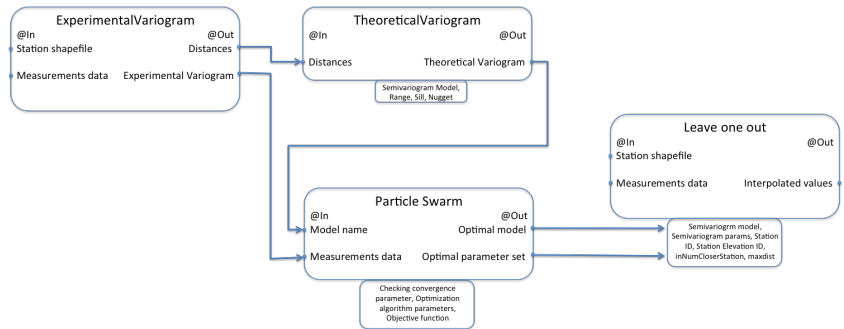 ExperimentalVariogram
@In @Out
Station shapefile Distances
Measurements data Experimental Variogram
TheoreticalVariogram
@In @Out
Distances Theoretical Variogram
Semivariogram Model,
Range, Sill, Nugget
Leave one out
@In @Out
Station shapefile
Measurements data Interpolated values
Semivariogrm model,
Semivariogram params, Station
ID, Station Elevation ID,
inNumCloserStation, maxdist
Particle Swarm
@In @Out
Model name Optimal model
Measurements data Optimal parameter set
Checking convergence
parameter, Optimization
algorithm parameters,
Objective function